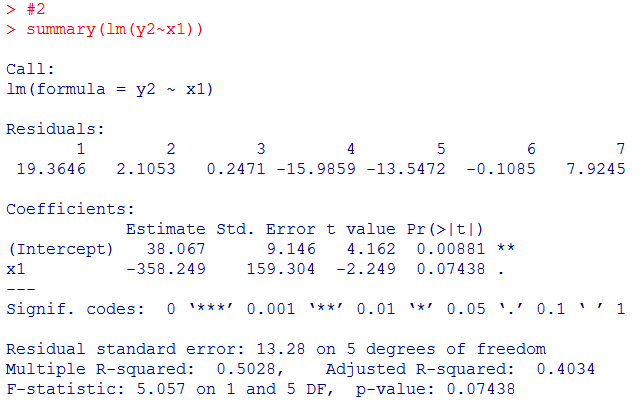 > #2
> summary(lm(y2~x1))
Call:
lm(formula = y2 ~ x1)
Residuals:
1 2 3 4 5 6 7
19.3646 2.1053 0.2471 -15.9859 -13.5472 -0.1085 7.9245
Coefficients:
Estimate Std. Error t value Pr(>|t|)
(Intercept) 38.067 9.146 4.162 0.00881 **
x1 -358.249 159.304 -2.249 0.07438 .
---
Signif. codes: 0 ‘***’ 0.001 ‘**’ 0.01 ‘*’ 0.05 ‘.’ 0.1 ‘ ’ 1
Residual standard error: 13.28 on 5 degrees of freedom
Multiple R-squared: 0.5028, Adjusted R-squared: 0.4034
F-statistic: 5.057 on 1 and 5 DF, p-value: 0.07438